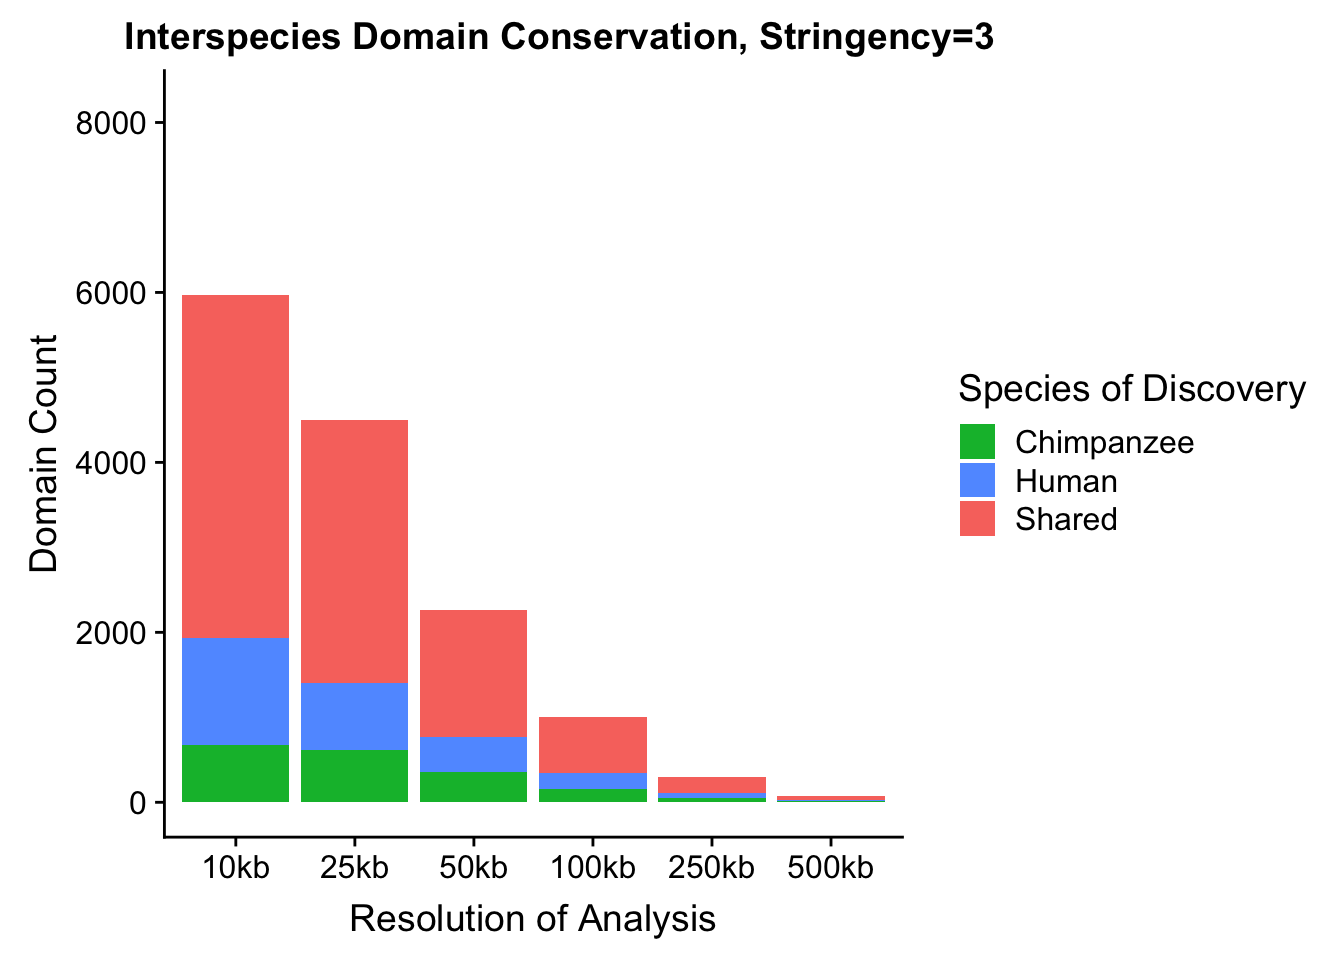 Interspecies Domain Conservation, Stringency=3
8000
6000
4000
2000
0
Domain Count
10kb 25kb 50kb 100kb 250kb 500kb
Resolution of Analysis
Species of Discovery
Chimpanzee
Human
Shared